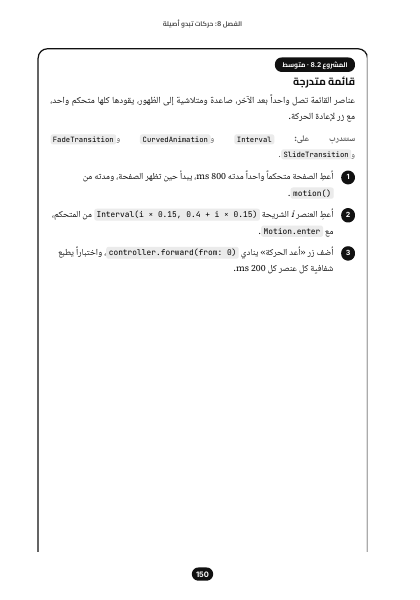 الفصل 8: حركات تبدو أصيلة
المشروع 8.2 · متوسط
قائمة متدرجة
عناصر القائمة تصل واحداً بعد الآخر، صاعدة ومتلاشية إلى الظهور، يقودها كلها متحكم واحد،
مع زر لإعادة الحركة.
ستتدرب على: Interval و CurvedAnimation و FadeTransition
و SlideTransition.
1 أعطِ الصفحة متحكماً واحداً مدته 800 ms، يبدأ حين تظهر الصفحة، ومدته من
motion().
2 أعطِ العنصر i الشريحة Interval(i × 0.15, 0.4 + i × 0.15) من المتحكم،
مع Motion.enter.
3 أضف زر «أعد الحركة» ينادي controller.forward(from: 0)، واختباراً يطبع
شفافية كل عنصر كل 200 ms.
150